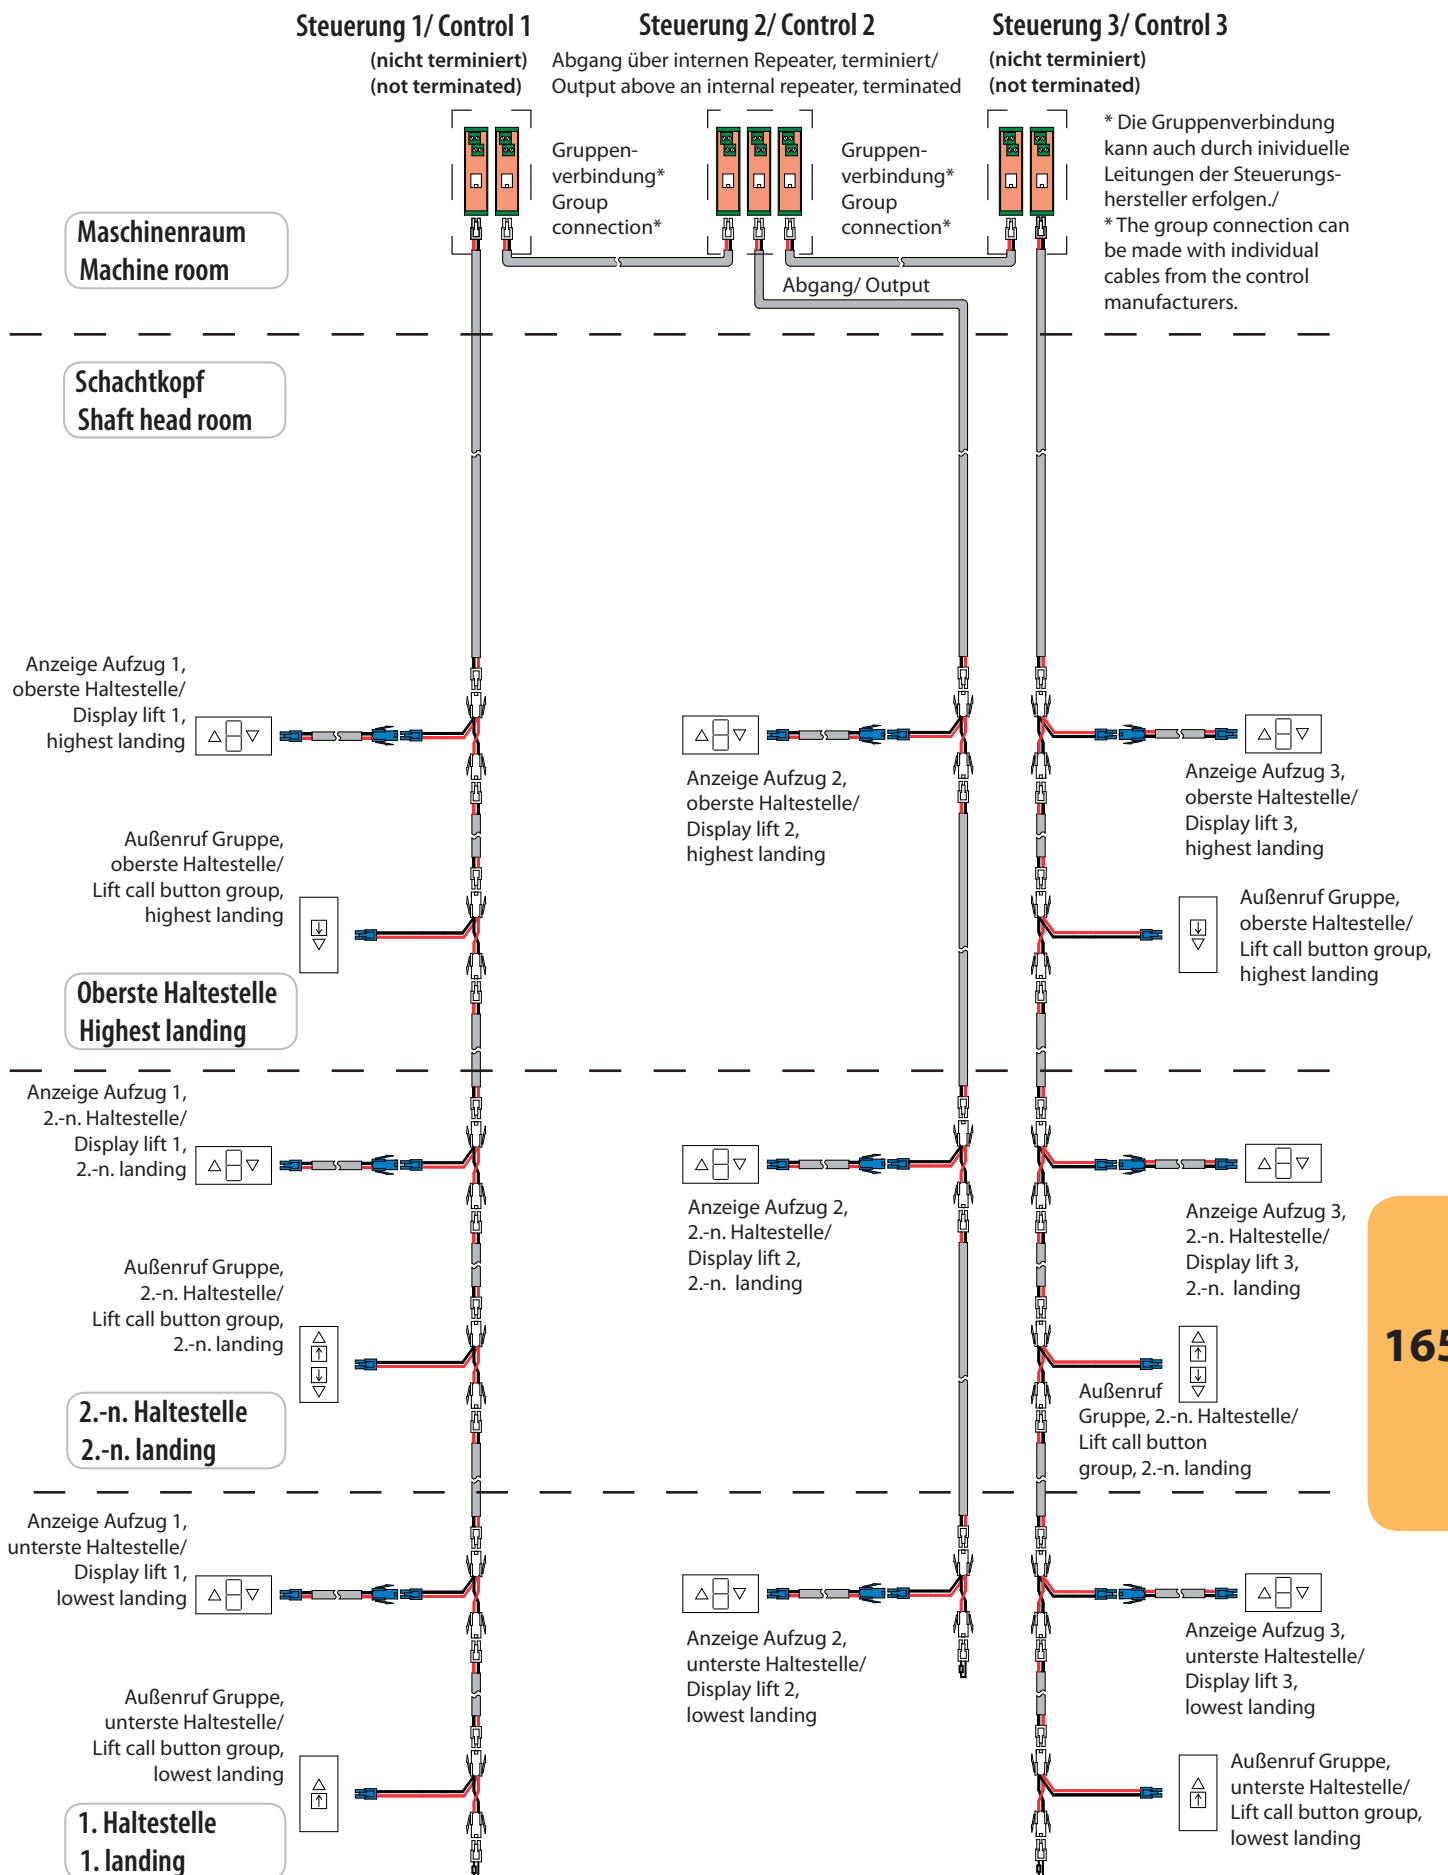 Steuerung 1/ Control 1
(nicht terminiert)
(not terminated)
Steuerung 2/ Control 2
Abgang über internen Repeater, terminiert/
Output above an internal repeater, terminated
Steuerung 3/ Control 3
(nicht terminiert)
(not terminated)
Gruppen-
verbindung*
Group
connection*
Gruppen-
verbindung*
Group
connection*
* Die Gruppenverbindung
kann auch durch iniividuelle
Leitungen der Steuerungs-
hersteller erfolgen./
* The group connection can
be made with individual
cables from the control
manufacturers.
Maschinenraum
Machine room
Abgang/ Output
Schachtkopf
Shaft head room
Anzeige Aufzug 1,
oberste Haltestelle/
Display lift 1,
highest landing
Anzeige Aufzug 2,
oberste Haltestelle/
Display lift 2,
highest landing
Anzeige Aufzug 3,
oberste Haltestelle/
Display lift 3,
highest landing
Außenruf Gruppe,
oberste Haltestelle/
Lift call button group,
highest landing
Außenruf Gruppe,
oberste Haltestelle/
Lift call button group,
highest landing
Oberste Haltestelle
Highest landing
Anzeige Aufzug 1,
2.-n. Haltestelle/
Display lift 1,
2.-n. landing
Anzeige Aufzug 2,
2.-n. Haltestelle/
Display lift 2,
2.-n. landing
Anzeige Aufzug 3,
2.-n. Haltestelle/
Display lift 3,
2.-n. landing
Außenruf Gruppe,
2.-n. Haltestelle/
Lift call button group,
2.-n. landing
Außenruf
Gruppe, 2.-n. Haltestelle/
Lift call button
group, 2.-n. landing
165
2.-n. Haltestelle
2.-n. landing
Anzeige Aufzug 1,
unterste Haltestelle/
Display lift 1,
lowest landing
Anzeige Aufzug 2,
unterste Haltestelle/
Display lift 2,
lowest landing
Anzeige Aufzug 3,
unterste Haltestelle/
Display lift 3,
lowest landing
Außenruf Gruppe,
unterste Haltestelle/
Lift call button group,
lowest landing
Außenruf Gruppe,
unterste Haltestelle/
Lift call button group,
lowest landing
1. Haltestelle
1. landing